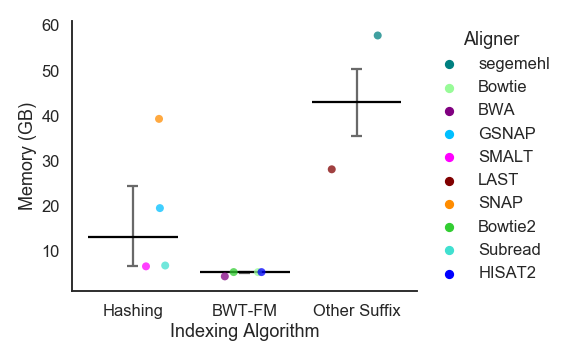 60
50
40
30
20
10
Memory (GB)
Hashing
BWT-FM
Other Suffix
Indexing Algorithm
Aligner
segemehl
Bowtie
BWA
GSNAP
SMALT
LAST
SNAP
Bowtie2
Subread
HISAT2